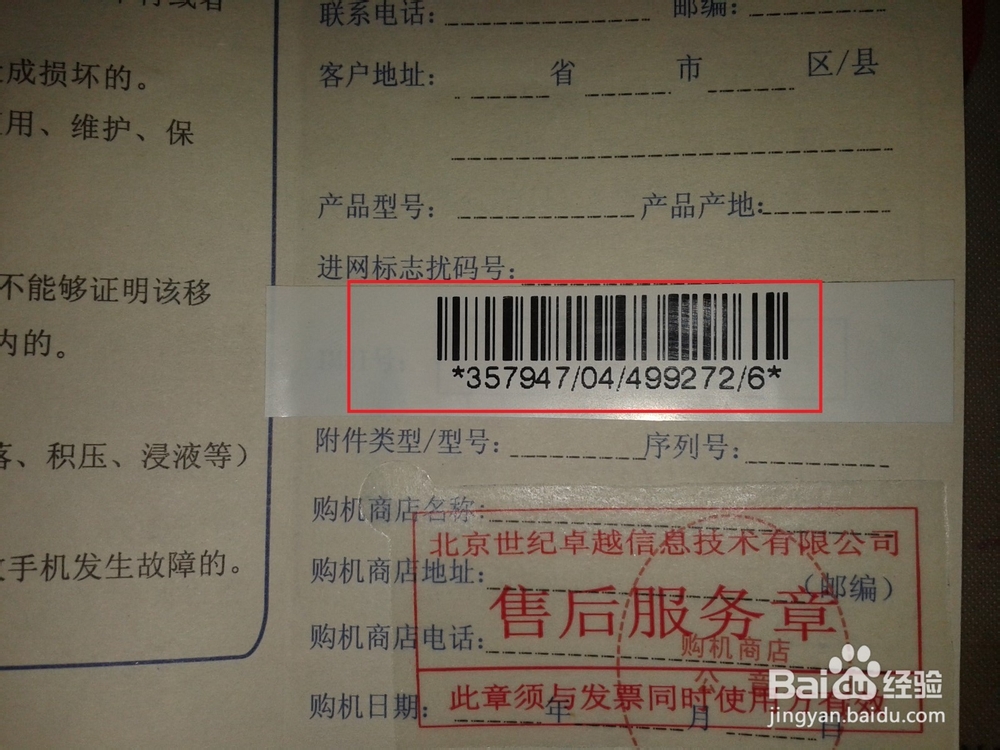 成损坏的。
用、维护、保
不能够证明该移
内的。
落、积压、浸液等）
手机发生故障的。
联系电话：
邮编：
客户地址： 省 市 区/县
产品型号： 产品产地：
进网标志扰码号：
*357947/04/499272/6*
附件类型/型号： 序列号：
购机商店名称：
北京世纪卓越信息技术有限公司
购机商店地址： （邮编）
售后服务章
购机商店电话：
购机商店
公 章
此章须与发票同时使用方有效
购机日期： 年 月 日
Baidu 经验
jingyan.baidu.com